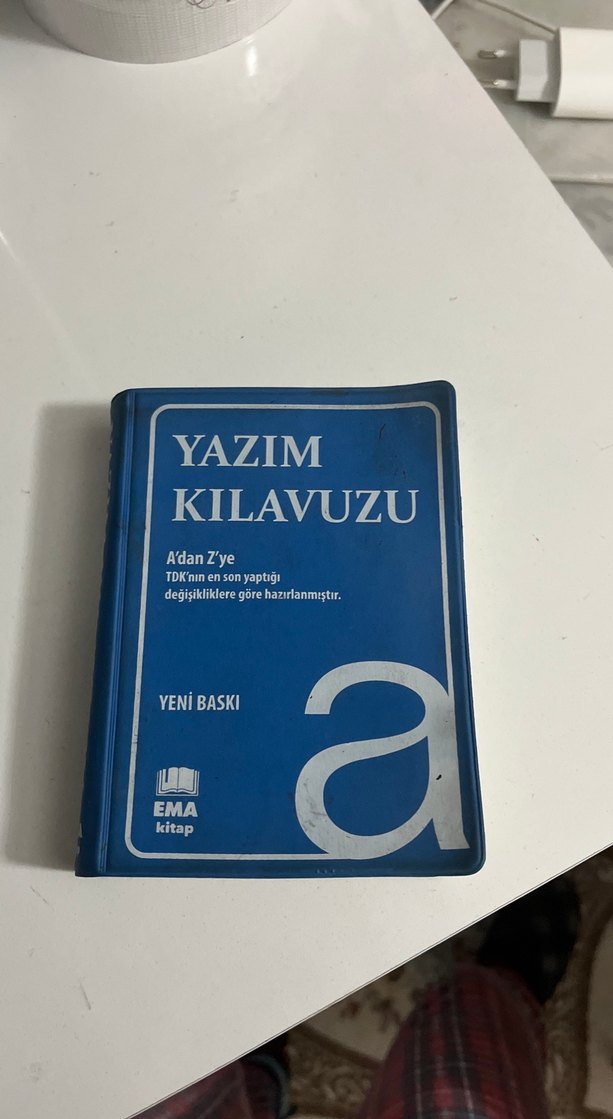 YAZIM
KILAVUZU
A'dan Z'ye
TDK'nın en son yaptığı
değişikliklere göre hazırlanmıştır.
YENİ BASKI
a
EMA
kitap